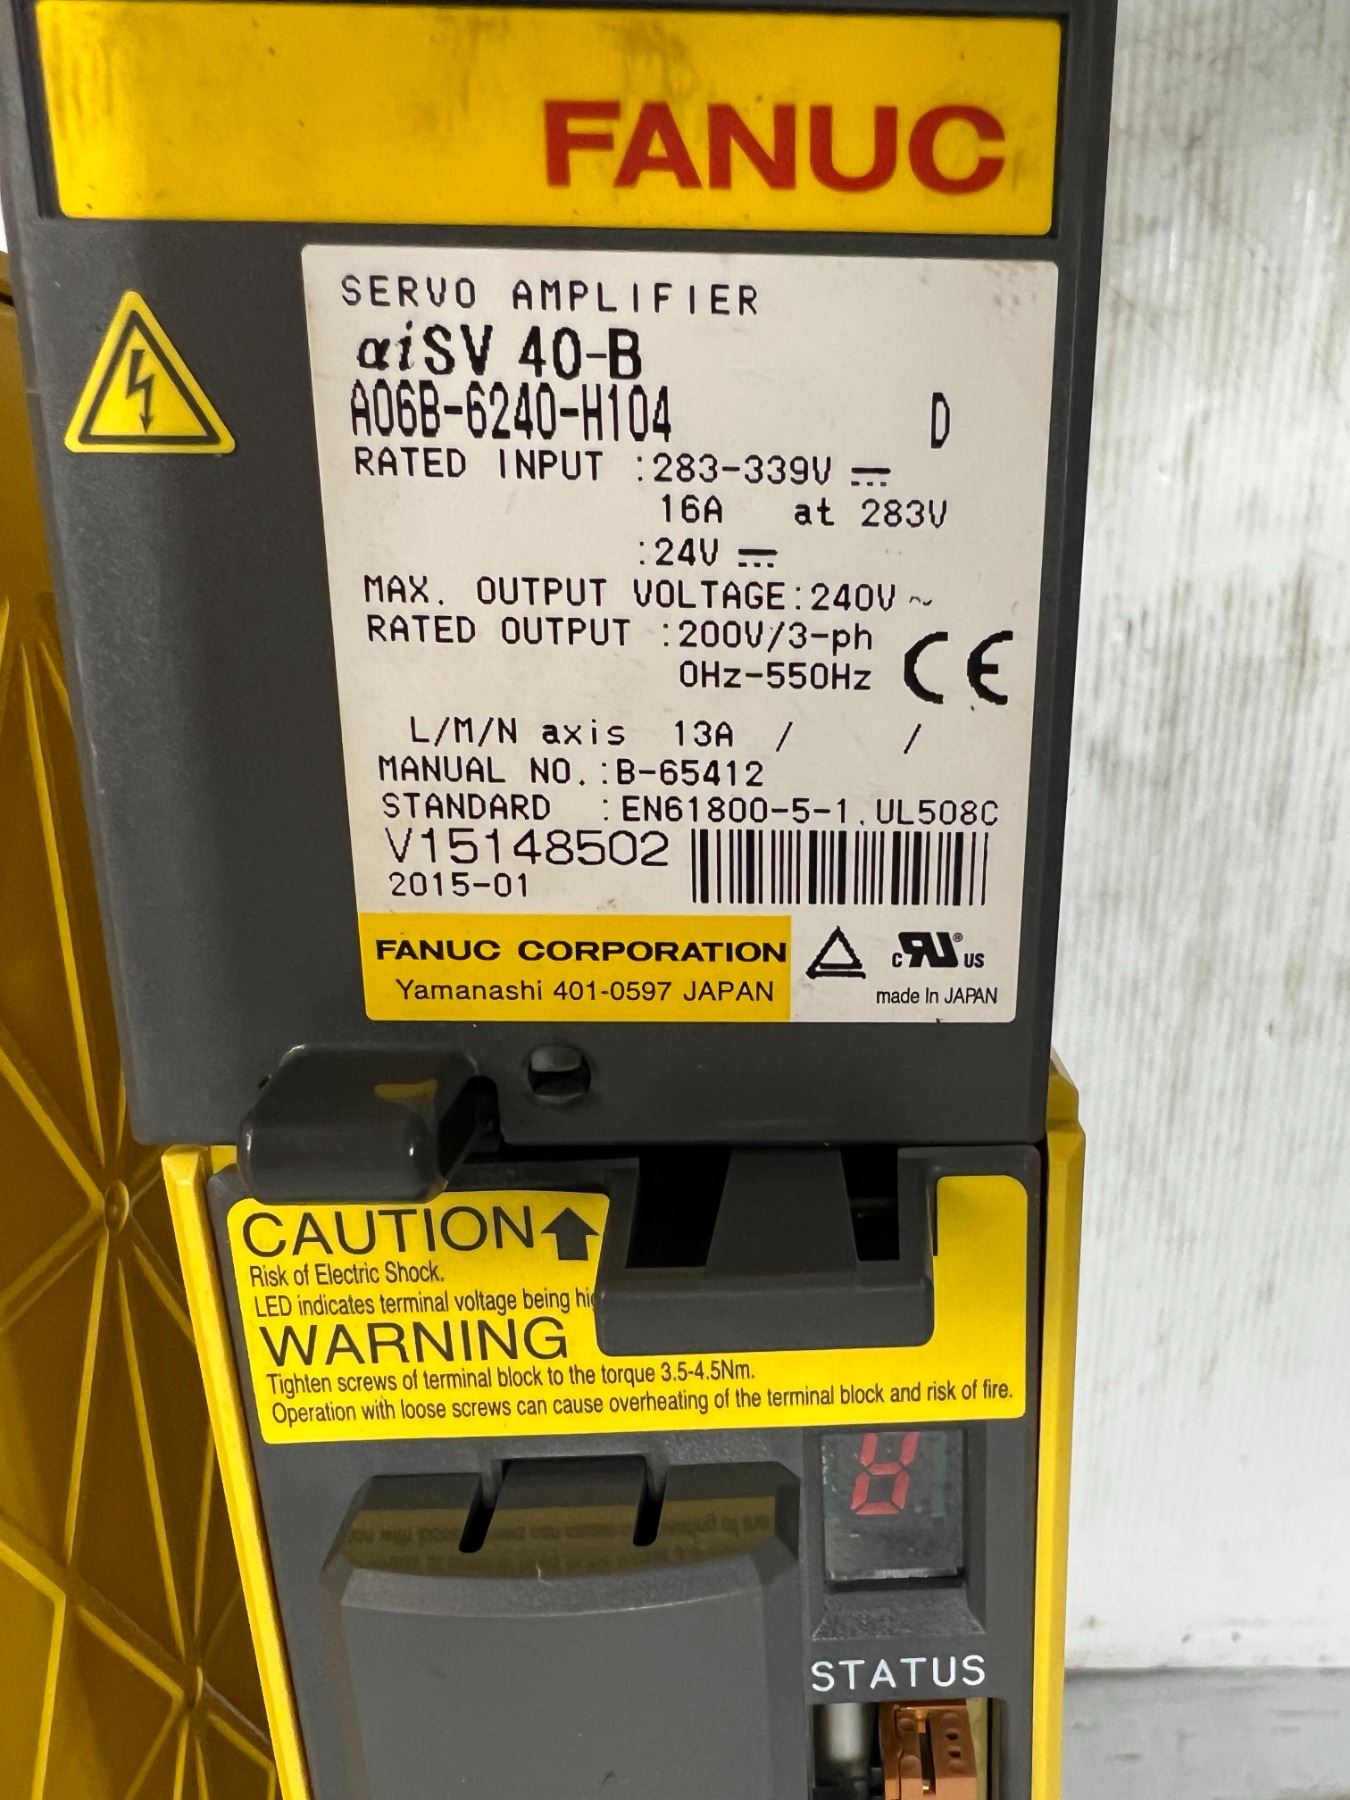 FANUC
SERVO AMPLIFIER
αiSV 40-B
A06B-6240-H104 D
RATED INPUT :283-339V ⎓
16A at 283V
:24V ⎓
MAX. OUTPUT VOLTAGE:240V ~
RATED OUTPUT :200V/3-ph
0Hz-550Hz CE
L/M/N axis 13A / /
MANUAL NO.:B-65412
STANDARD :EN61800-5-1,UL508C
V15148502
2015-01
FANUC CORPORATION
Yamanashi 401-0597 JAPAN
c RU ® US
made In JAPAN
CAUTION
Risk of Electric Shock.
LED indicates terminal voltage being
WARNING
Tighten screws of terminal block to the torque 3.5-4.5Nm.
Operation with loose screws can cause overheating of the terminal block and risk of fire.
STATUS